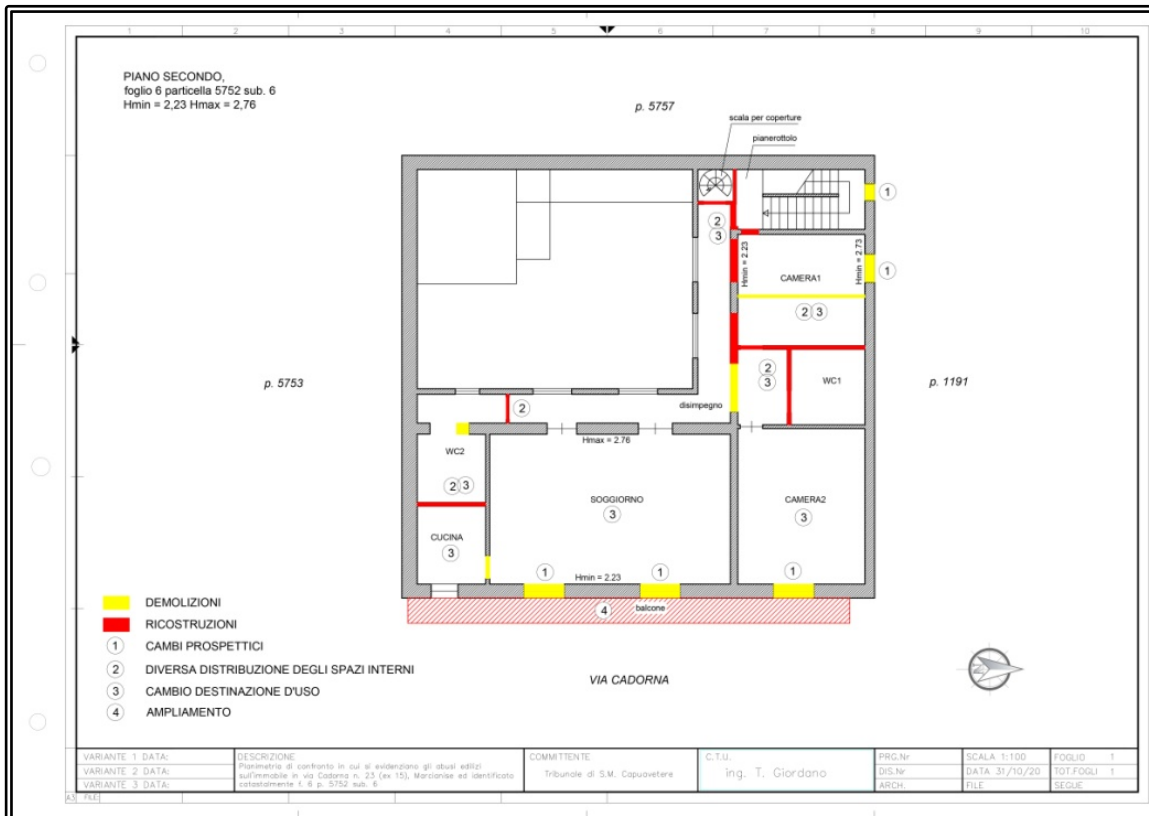 1 2 3 4 5 6 7 8 9 10
PIANO SECONDO,
foglio 6 particella 5752 sub. 6
Hmin = 2,23 Hmax = 2,76
p. 5757
scala per coperture
pianerottolo
1
2
3
Hmin = 2.23
Hmin = 2.73
1
CAMERA1
2 3
p. 5753
2
3
WC1
p. 1191
2
disimpegno
Hmax = 2.76
WC2
2 3
SOGGIORNO
3
CAMERA2
3
CUCINA
3
Hmin = 2.23
1
1
1
4
balcone
DEMOLIZIONI
RICOSTRUZIONI
1 CAMBI PROSPETTICI
2 DIVERSA DISTRIBUZIONE DEGLI SPAZI INTERNI
3 CAMBIO DESTINAZIONE D'USO
4 AMPLIAMENTO
VIA CADORNA
VARIANTE 1 DATA:
VARIANTE 2 DATA:
VARIANTE 3 DATA:
DESCRIZIONE
Planimetria di confronto in cui si evidenziano gli abusi edilizi
sull'immobile in via Cadorna n. 23 (ex 15), Marzianise ed identificato
catastalmente f. 6 p. 5752 sub. 6
COMMITTENTE
Tribunale di S.M. Capuavetere
C.T.U.
ing. T. Giordano
PRG.Nr
DIS.Nr
ARCH.
SCALA 1:100
DATA 31/10/20
FILE
FOGLIO 1
TOT.FOGLI 1
SEGUE
A3 FILE: